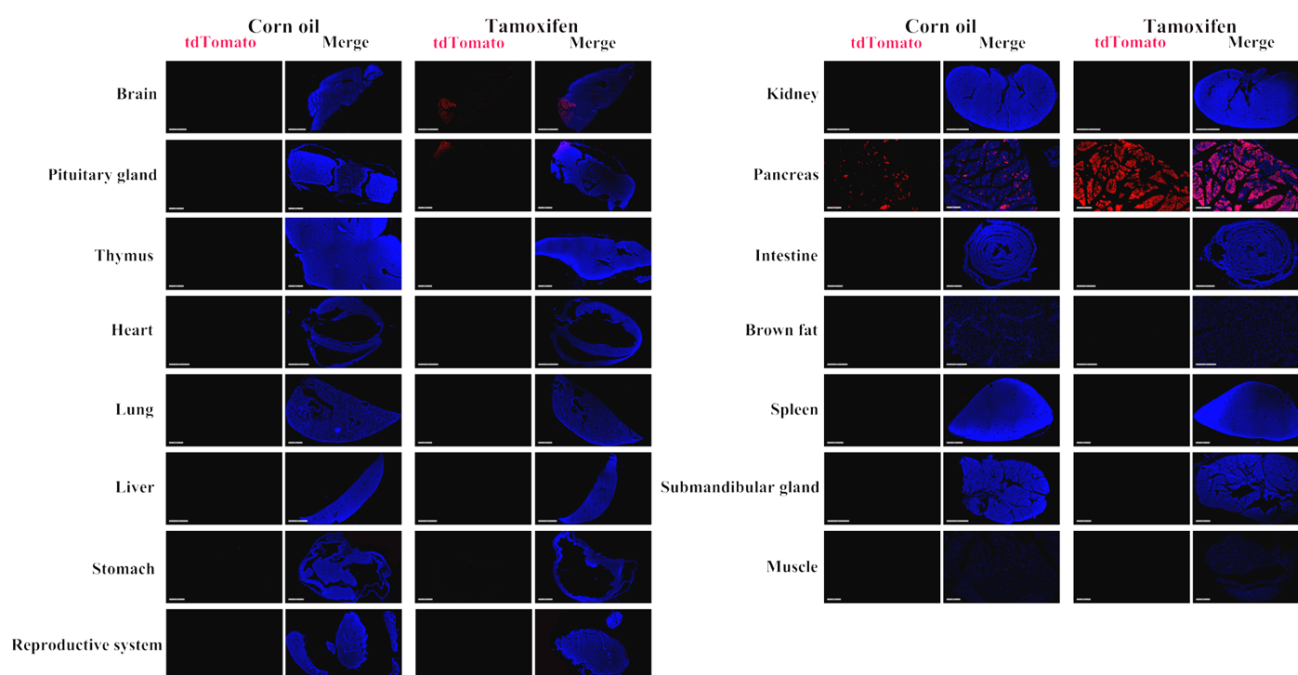 Corn oil Tamoxifen
tdTomato Merge tdTomato Merge
Brain
Pituitary gland
Thymus
Heart
Lung
Liver
Stomach
Reproductive system
Corn oil Tamoxifen
tdTomato Merge tdTomato Merge
Kidney
Pancreas
Intestine
Brown fat
Spleen
Submandibular gland
Muscle